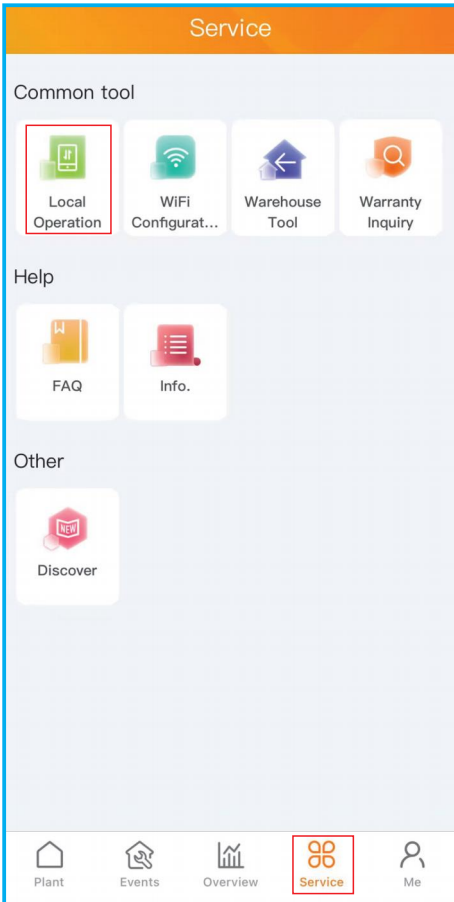 Service
Common tool
Local Operation
WiFi Configurat...
Warehouse Tool
Warranty Inquiry
Help
FAQ
Info.
Other
NEW
Discover
Plant
Events
Overview
Service
Me